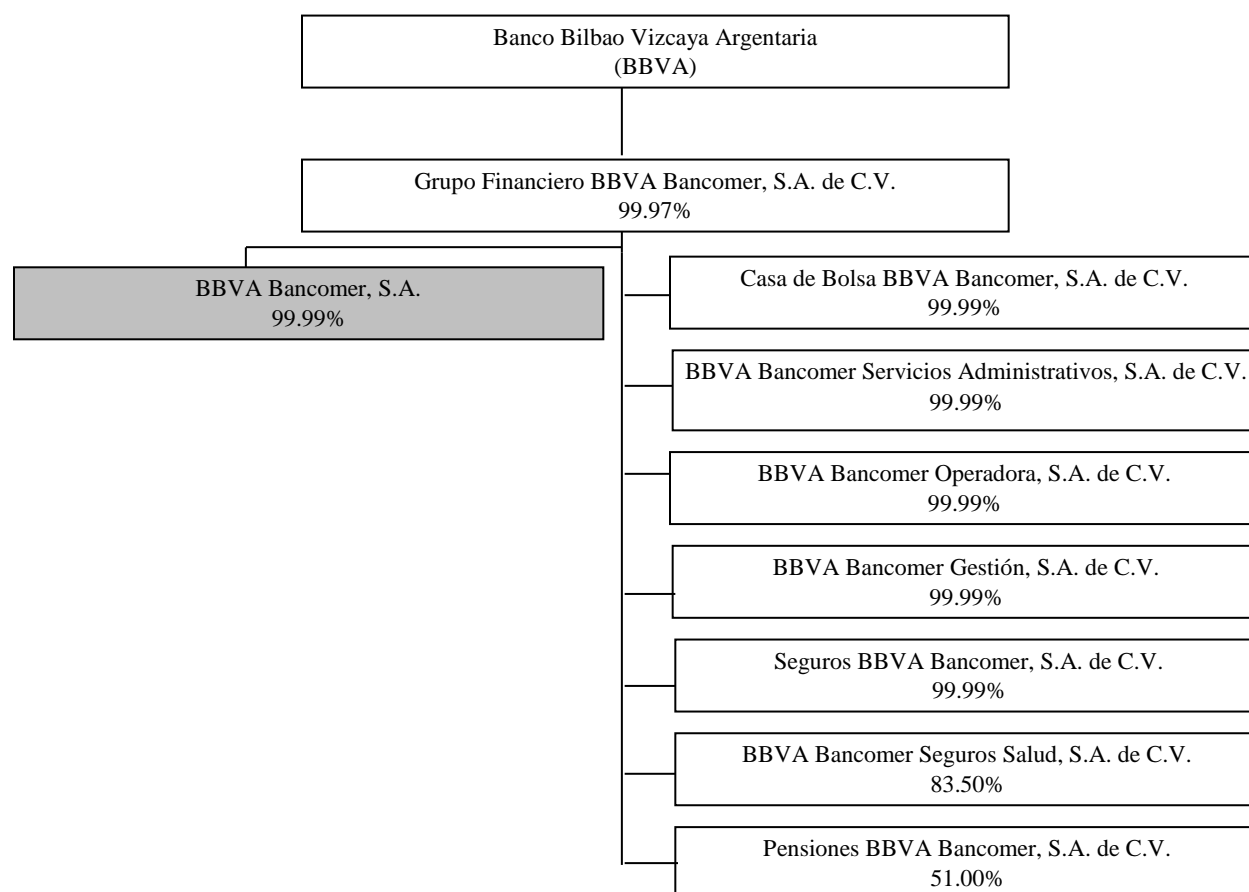 Banco Bilbao Vizcaya Argentaria
(BBVA)
Grupo Financiero BBVA Bancomer, S.A. de C.V.
99.97%
BBVA Bancomer, S.A.
99.99%
Casa de Bolsa BBVA Bancomer, S.A. de C.V.
99.99%
BBVA Bancomer Servicios Administrativos, S.A. de C.V.
99.99%
BBVA Bancomer Operadora, S.A. de C.V.
99.99%
BBVA Bancomer Gestión, S.A. de C.V.
99.99%
Seguros BBVA Bancomer, S.A. de C.V.
99.99%
BBVA Bancomer Seguros Salud, S.A. de C.V.
83.50%
Pensiones BBVA Bancomer, S.A. de C.V.
51.00%